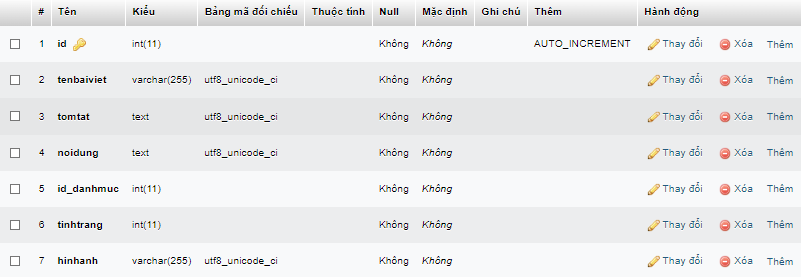 # Tên Kiểu Bảng mã đối chiếu Thuộc tính Null Mặc định Ghi chú Thêm Hành động
1 id int(11) Không Không AUTO_INCREMENT Thay đổi Xóa Thêm
2 tenbaiviet varchar(255) utf8_unicode_ci Không Không Thay đổi Xóa Thêm
3 tomtat text utf8_unicode_ci Không Không Thay đổi Xóa Thêm
4 noidung text utf8_unicode_ci Không Không Thay đổi Xóa Thêm
5 id_danhmuc int(11) Không Không Thay đổi Xóa Thêm
6 tinhtrang int(11) Không Không Thay đổi Xóa Thêm
7 hinhanh varchar(255) utf8_unicode_ci Không Không Thay đổi Xóa Thêm